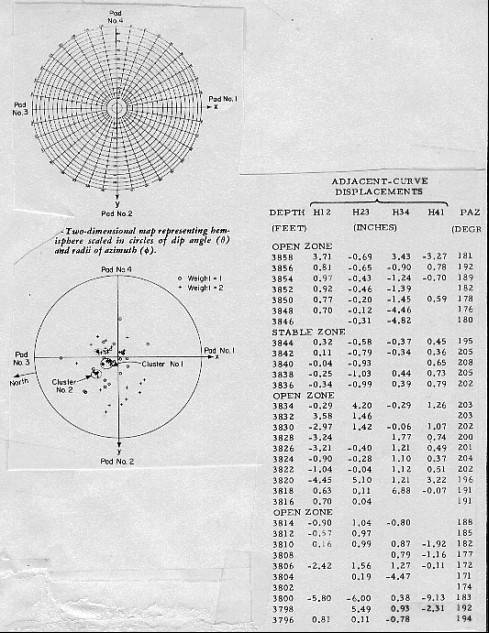 Pad
No.4
Pad
No.3
Pad No.1
x
y
Pad No.2
- Two-dimensional map representing hem-
isphere scaled in circles of dip angle (θ)
and radii of azimuth (φ).
Pad No.4
Weight = 1
Weight = 2
Pad
No. 3
Pad No.1
x
North
Cluster No.1
Cluster
No.2
y
Pad No. 2
ADJACENT-CURVE
DISPLACEMENTS
DEPTH H12 H23 H34 H41 PAZ
(FEET) (INCHES) (DEGR
OPEN ZONE
3858 3.71 -0.69 3.43 -3.27 181
3856 0.81 -0.65 -0.90 0.78 192
3854 0.97 -0.43 -1.24 -0.70 189
3852 0.92 -0.46 -1.39 182
3850 0.77 -0.20 -1.45 0.59 178
3848 0.70 -0.12 -4.46 176
3846 -0.31 -4.82 180
STABLE ZONE
3844 0.32 -0.58 -0.37 0.45 195
3842 0.11 -0.79 -0.34 0.36 205
3840 -0.04 -0.93 0.65 208
3838 -0.25 -1.03 0.44 0.73 205
3836 -0.34 -0.99 0.39 0.79 202
OPEN ZONE
3834 -0.29 4.20 -0.29 1.26 203
3832 3.58 1.46 203
3830 -2.97 1.42 -0.06 1.07 202
3828 -3.24 1.77 0.74 200
3826 -3.21 -0.40 1.21 0.49 201
3824 -0.90 -0.28 1.10 0.37 204
3822 -1.04 -0.04 1.12 0.51 202
3820 -4.45 5.10 1.21 3.22 196
3818 0.63 0.11 6.88 -0.07 191
3816 0.70 0.04 191
OPEN ZONE
3814 -0.90 1.04 -0.80 188
3812 -0.57 0.97 185
3810 0.16 0.99 0.87 -1.92 182
3808 0.79 -1.16 177
3806 -2.42 1.56 1.27 -0.11 172
3804 0.19 -4.47 171
3802 174
3800 -5.80 -6.00 0.38 -9.13 183
3798 5.49 0.93 -2.31 192
3796 0.81 0.11 -0.78 194